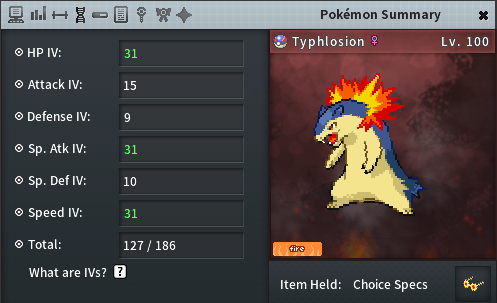 Pokémon Summary
HP IV: 31
Attack IV: 15
Defense IV: 9
Sp. Atk IV: 31
Sp. Def IV: 10
Speed IV: 31
Total: 127 / 186
What are IVs? ?
Typhlosion ♀ Lv. 100
fire
Item Held: Choice Specs